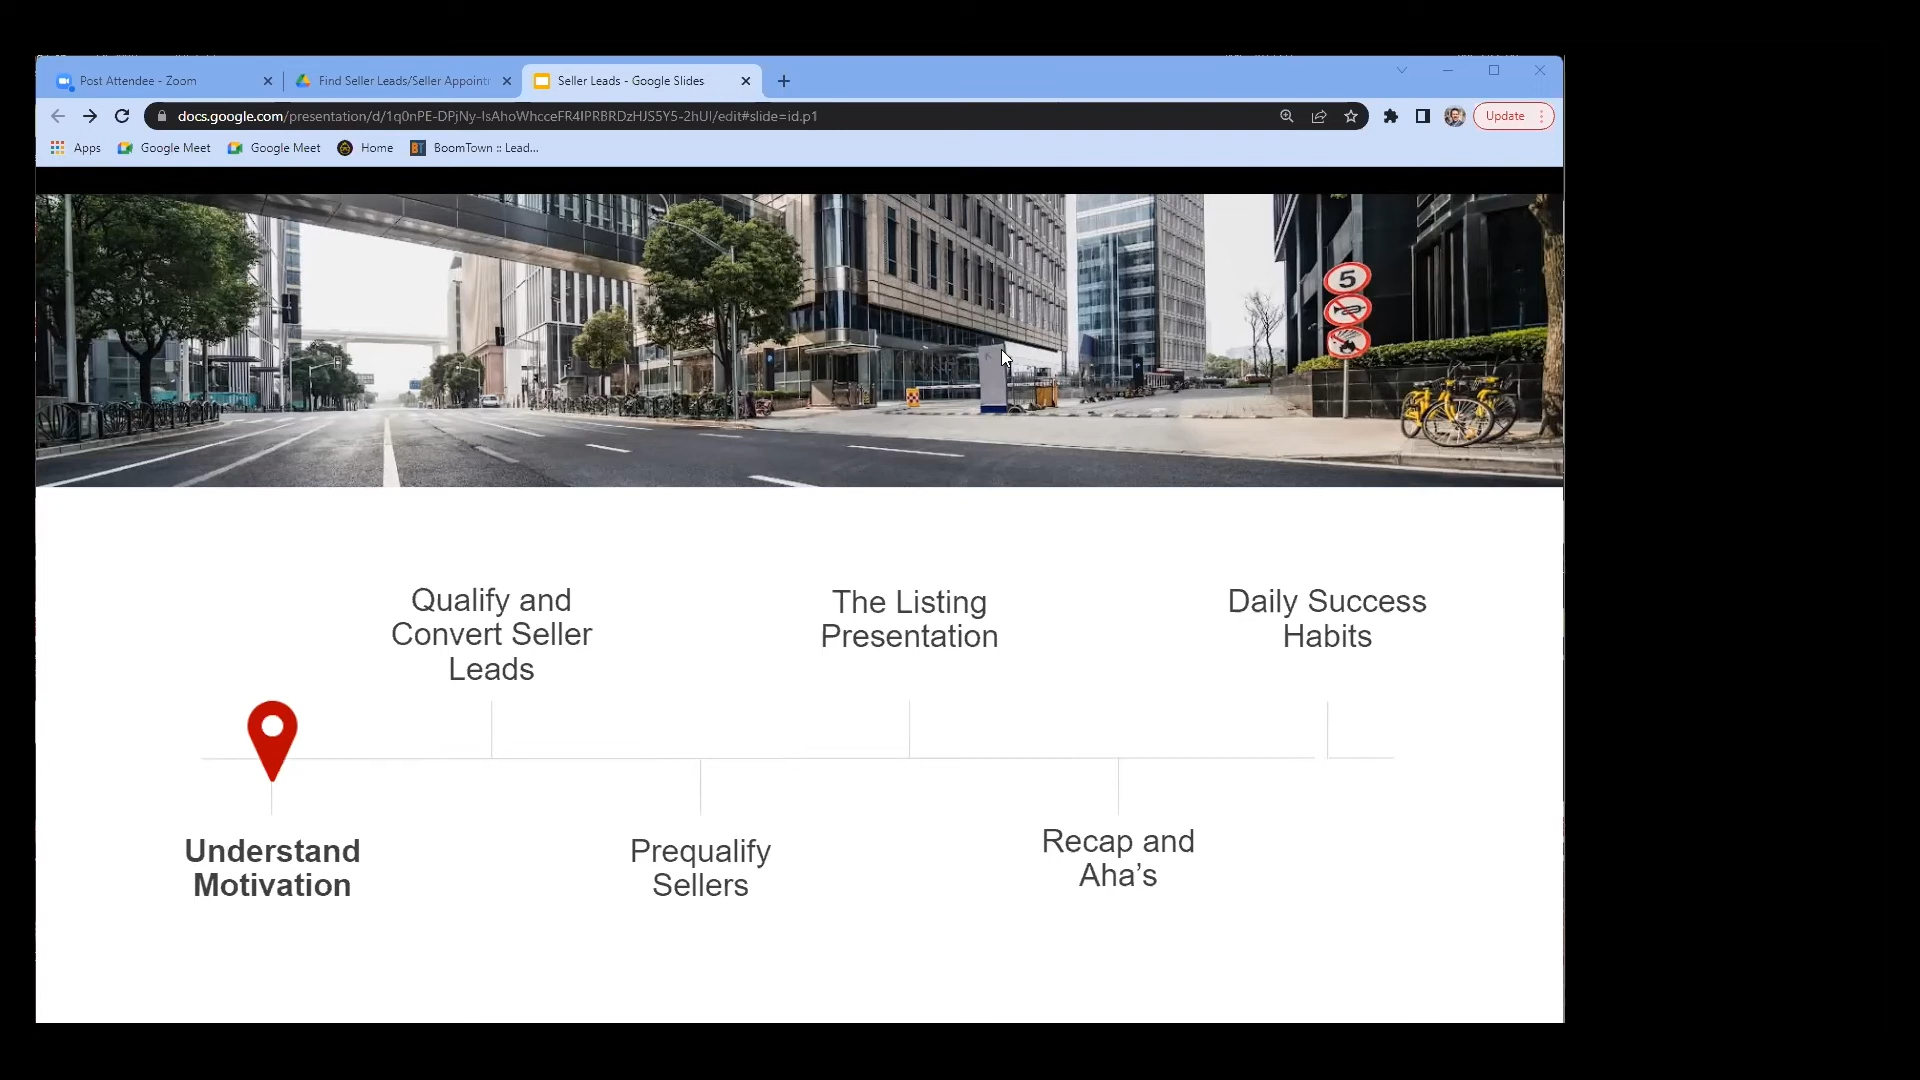 Post Attendee - Zoom
Find Seller Leads/Seller Appointr
Seller Leads - Google Slides
docs.google.com/presentation/d/1q0nPE-DPjNy-IsAhoWhcceFR4IPRBRDzHJS5Y5-2hUI/edit#slide=id.p1
Update
Apps
Google Meet
Google Meet
Home
BT
BoomTown :: Lead...
5
Qualify and
Convert Seller
Leads
The Listing
Presentation
Daily Success
Habits
Understand
Motivation
Prequalify
Sellers
Recap and
Aha’s